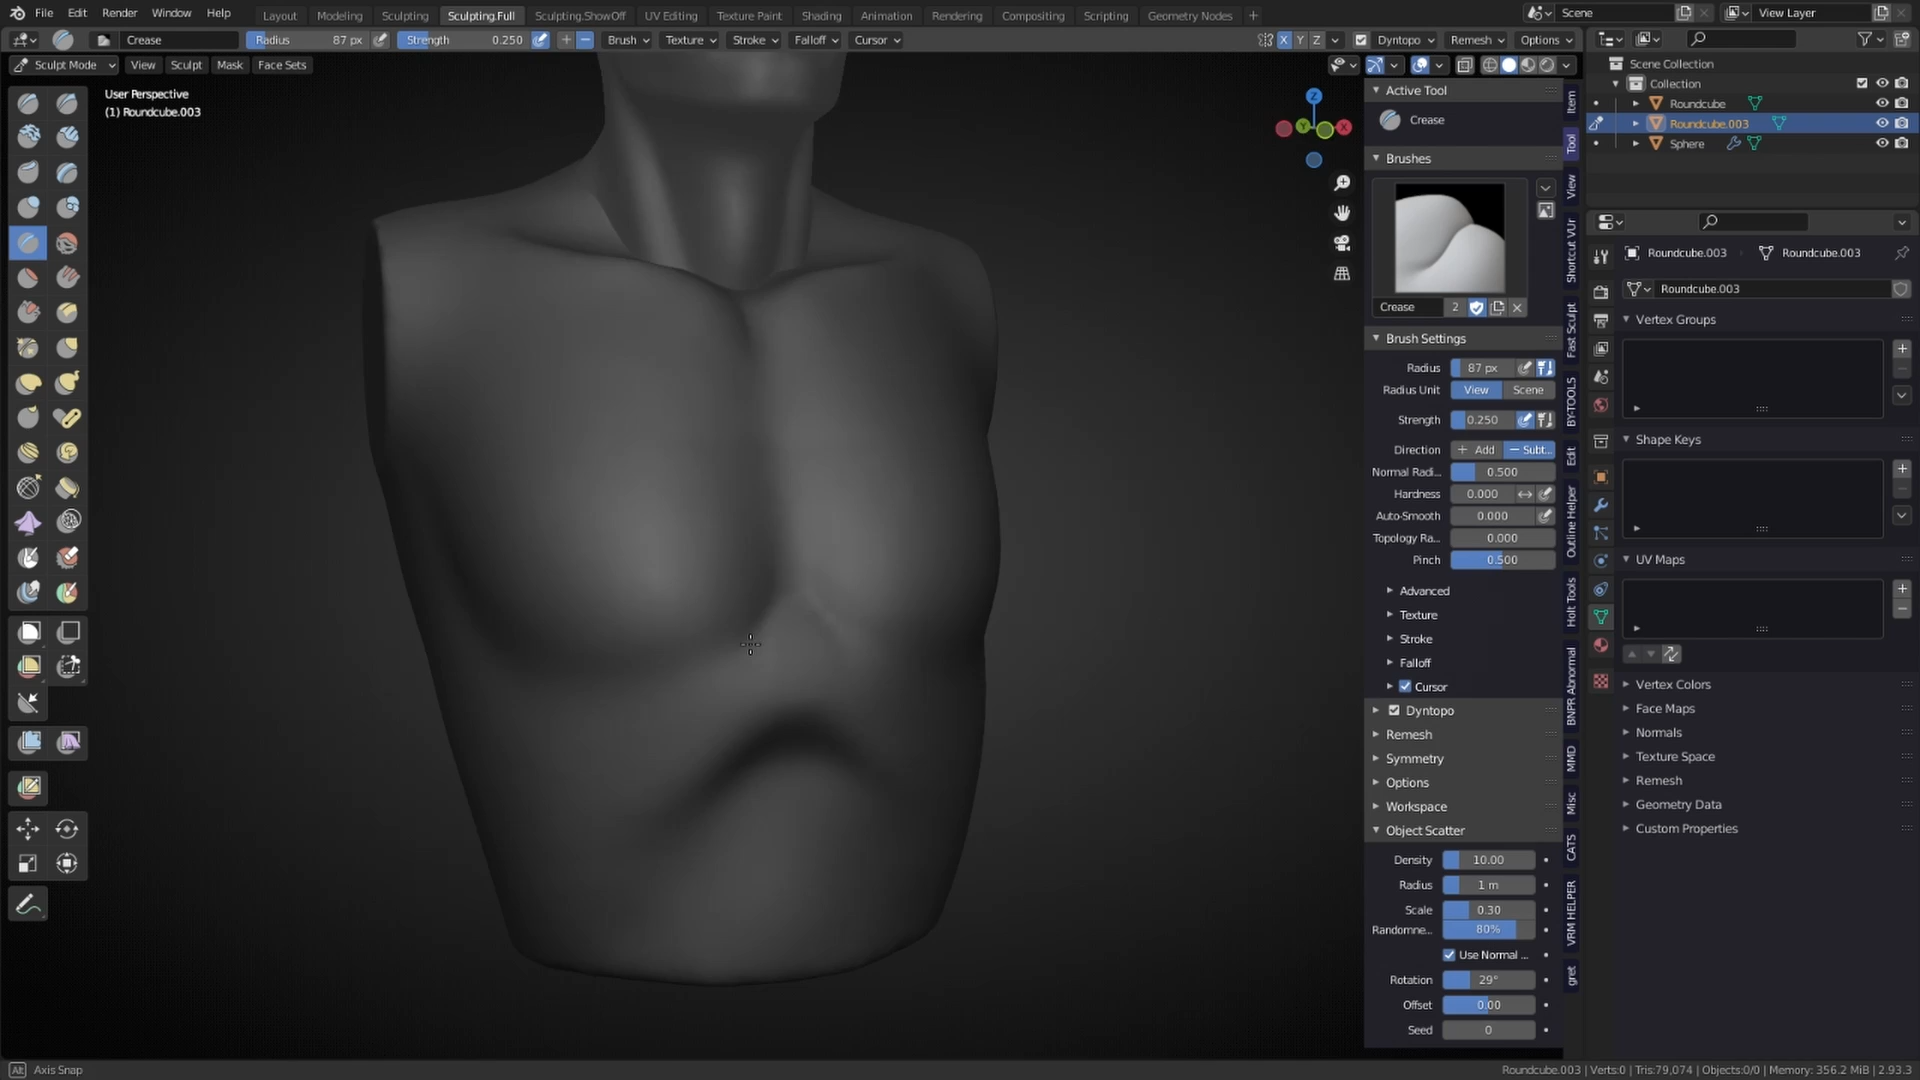 File Edit Render Window Help Layout Modeling Sculpting Sculpting.Full Sculpting.ShowOff UV Editing Texture Paint Shading Animation Rendering Compositing Scripting Geometry Nodes + Scene View Layer
Crease Radius 87 px Strength 0.250 Brush Texture Stroke Falloff Cursor X Y Z Dyntopo Remesh Options
Sculpt Mode View Sculpt Mask Face Sets
User Perspective
(1) Roundcube.003
Z
Y X
Active Tool
Crease
Brushes
Crease 2
Brush Settings
Radius 87 px
Radius Unit View Scene
Strength 0.250
Direction + Add − Subt...
Normal Radi... 0.500
Hardness 0.000
Auto-Smooth 0.000
Topology Ra... 0.000
Pinch 0.500
Advanced
Texture
Stroke
Falloff
Cursor
Dyntopo
Remesh
Symmetry
Options
Workspace
Object Scatter
Density 10.00
Radius 1 m
Scale 0.30
Randomne... 80%
Use Normal ...
Rotation 29°
Offset 0.00
Seed 0
Item
Tool
View
Shortcut VUr
Fast Sculpt
BY-TOOLS
Edit
Outline Helper
Holt Tools
BNPR Abnormal
MMD
Misc
CATS
VRM HELPER
gret
Scene Collection
Collection
Roundcube
Roundcube.003
Sphere
Roundcube.003 Roundcube.003
Roundcube.003
Vertex Groups
Shape Keys
UV Maps
Vertex Colors
Face Maps
Normals
Texture Space
Remesh
Geometry Data
Custom Properties
Alt Axis Snap
Roundcube.003 | Verts:0 | Tris:79,074 | Objects:0/0 | Memory: 356.2 MiB | 2.93.3